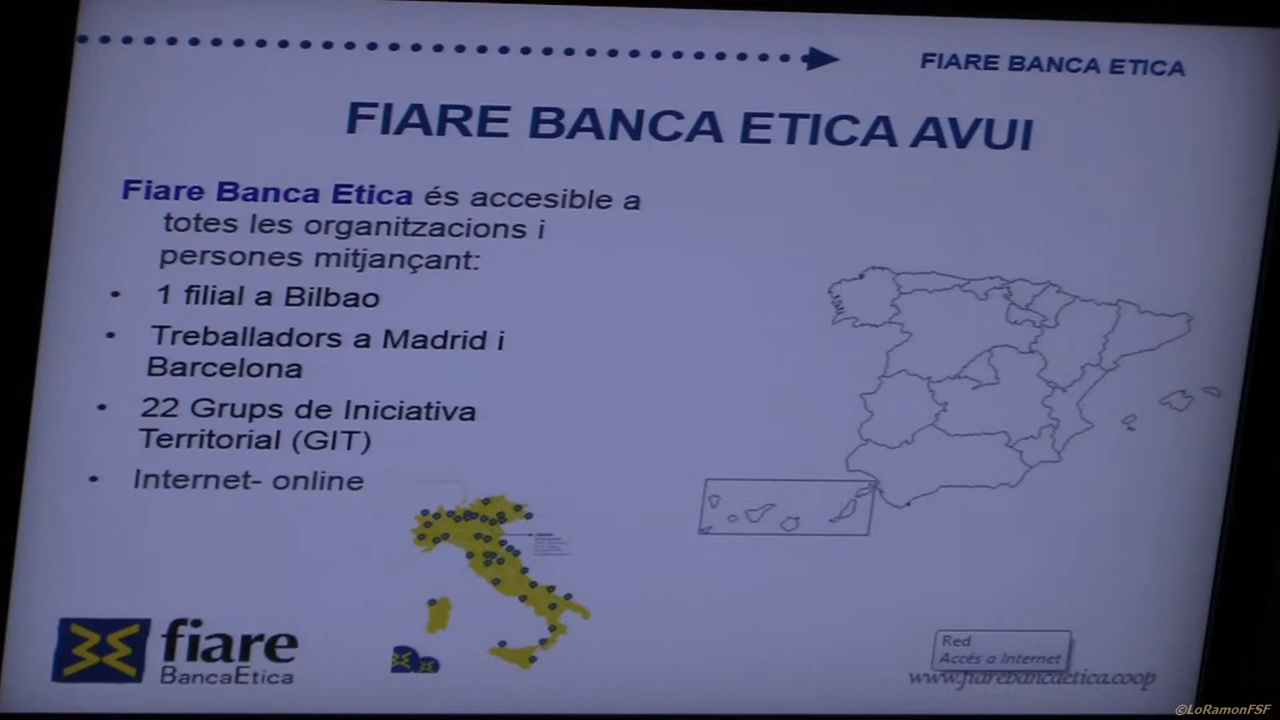 FIARE BANCA ETICA
FIARE BANCA ETICA AVUI
Fiare Banca Etica és accesible a
totes les organitzacions i
persones mitjançant:
• 1 filial a Bilbao
• Treballadors a Madrid i
Barcelona
• 22 Grups de Iniciativa
Territorial (GIT)
• Internet- online
fiare
BancaEtica
Red
Accés a Internet
www.fiarebancaetica.coop
©LoRamonFSF